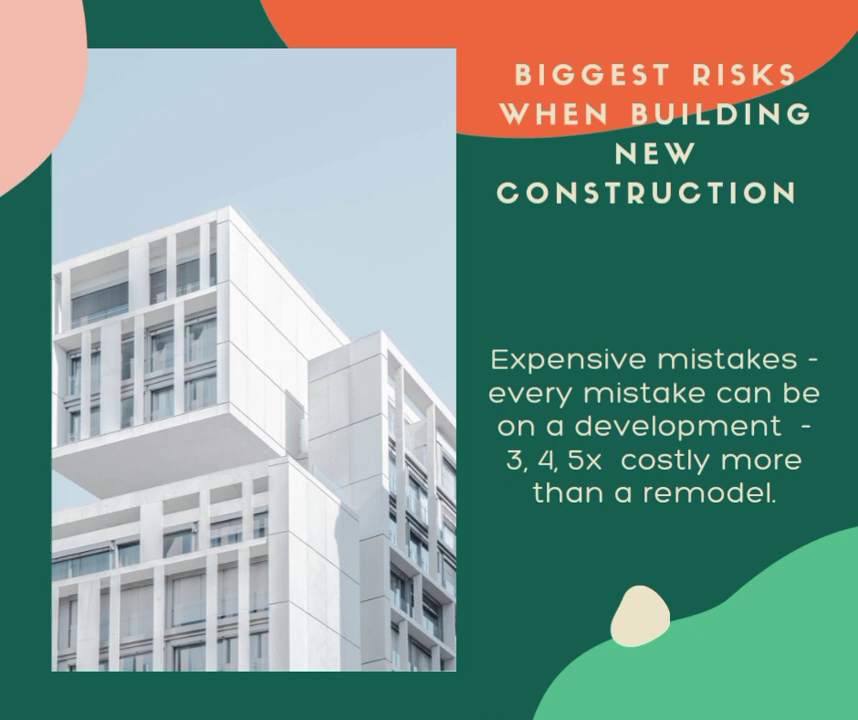 BIGGEST RISKS
WHEN BUILDING
NEW
CONSTRUCTION
Expensive mistakes -
every mistake can be
on a development -
3, 4, 5x costly more
than a remodel.